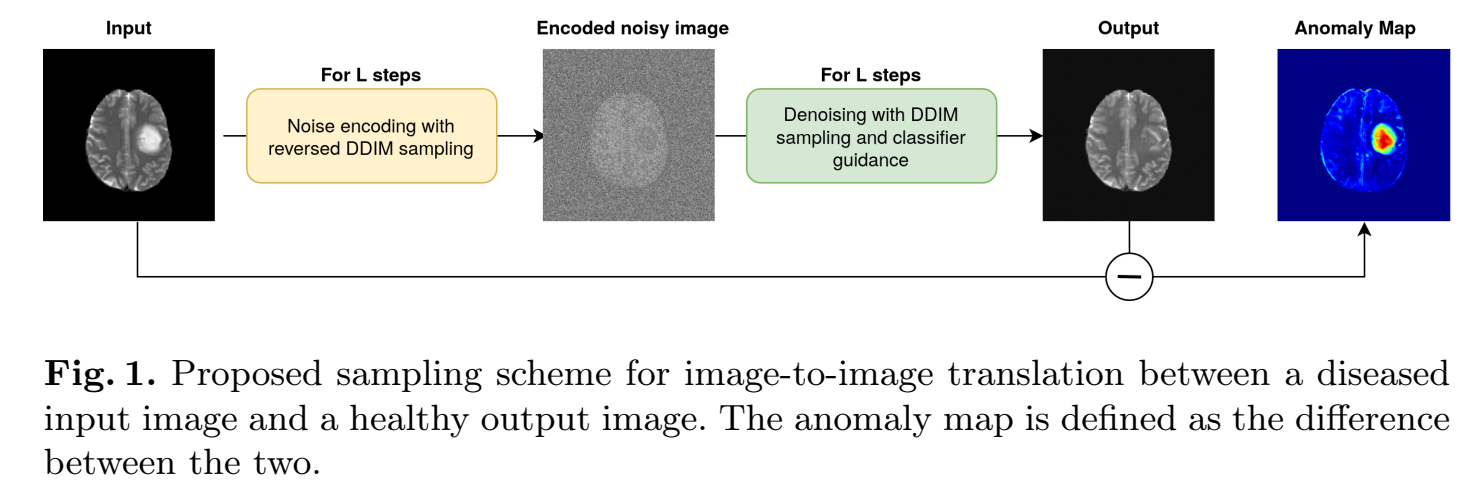 Input
Encoded noisy image
Output
Anomaly Map
For L steps
For L steps
Noise encoding with
reversed DDIM sampling
Denoising with DDIM
sampling and classifier
guidance
Fig. 1. Proposed sampling scheme for image-to-image translation between a diseased
input image and a healthy output image. The anomaly map is defined as the difference
between the two.